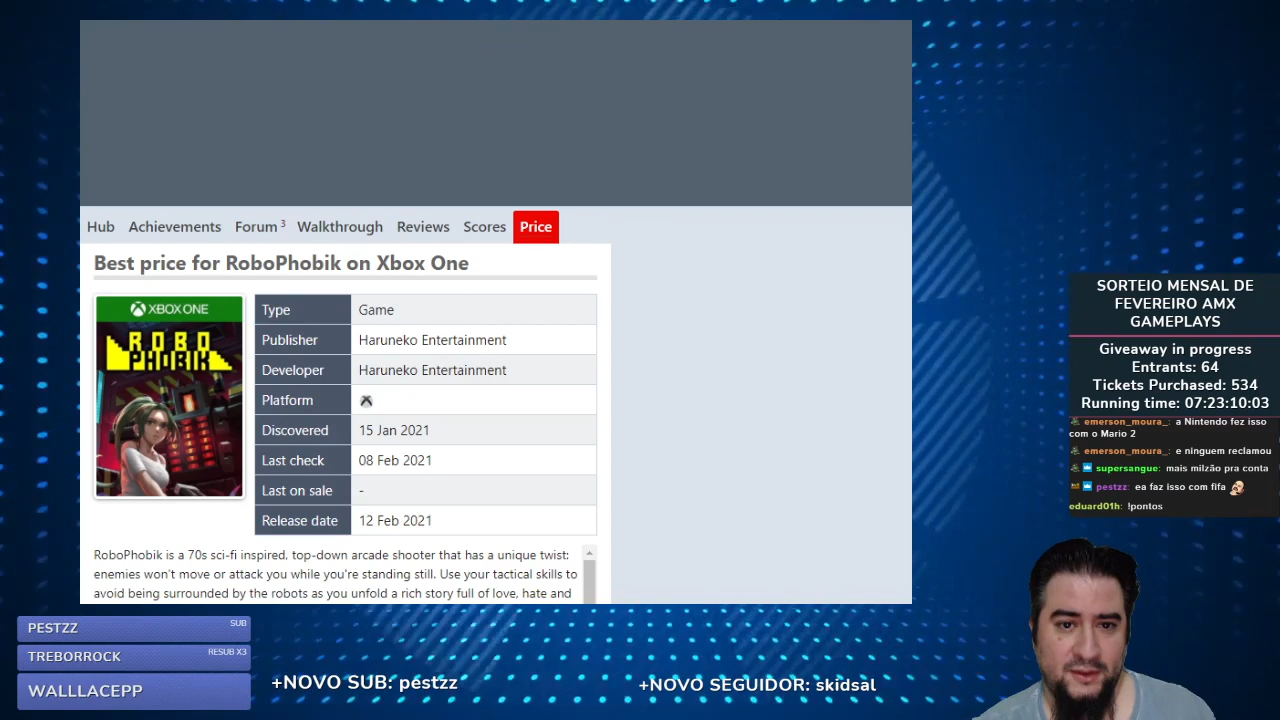 Hub Achievements Forum 3 Walkthrough Reviews Scores Price
Best price for RoboPhobik on Xbox One
XBOX ONE
ROBO
PHOBIK
Type Game
Publisher Haruneko Entertainment
Developer Haruneko Entertainment
Platform
Discovered 15 Jan 2021
Last check 08 Feb 2021
Last on sale -
Release date 12 Feb 2021
RoboPhobik is a 70s sci-fi inspired, top-down arcade shooter that has a unique twist:
enemies won't move or attack you while you're standing still. Use your tactical skills to
avoid being surrounded by the robots as you unfold a rich story full of love, hate and
SORTEIO MENSAL DE
FEVEREIRO AMX
GAMEPLAYS
Giveaway in progress
Entrants: 64
Tickets Purchased: 534
Running time: 07:23:10:03
emerson_moura_: a Nintendo fez isso
com o Mario 2
emerson_moura_: e ninguem reclamou
supersangue: mais milzão pra conta
pestzz: ea faz isso com fifa
eduard01h: !pontos
PESTZZ SUB
TREBORROCK RESUB X3
WALLLACEPP
+NOVO SUB: pestzz
+NOVO SEGUIDOR: skidsal